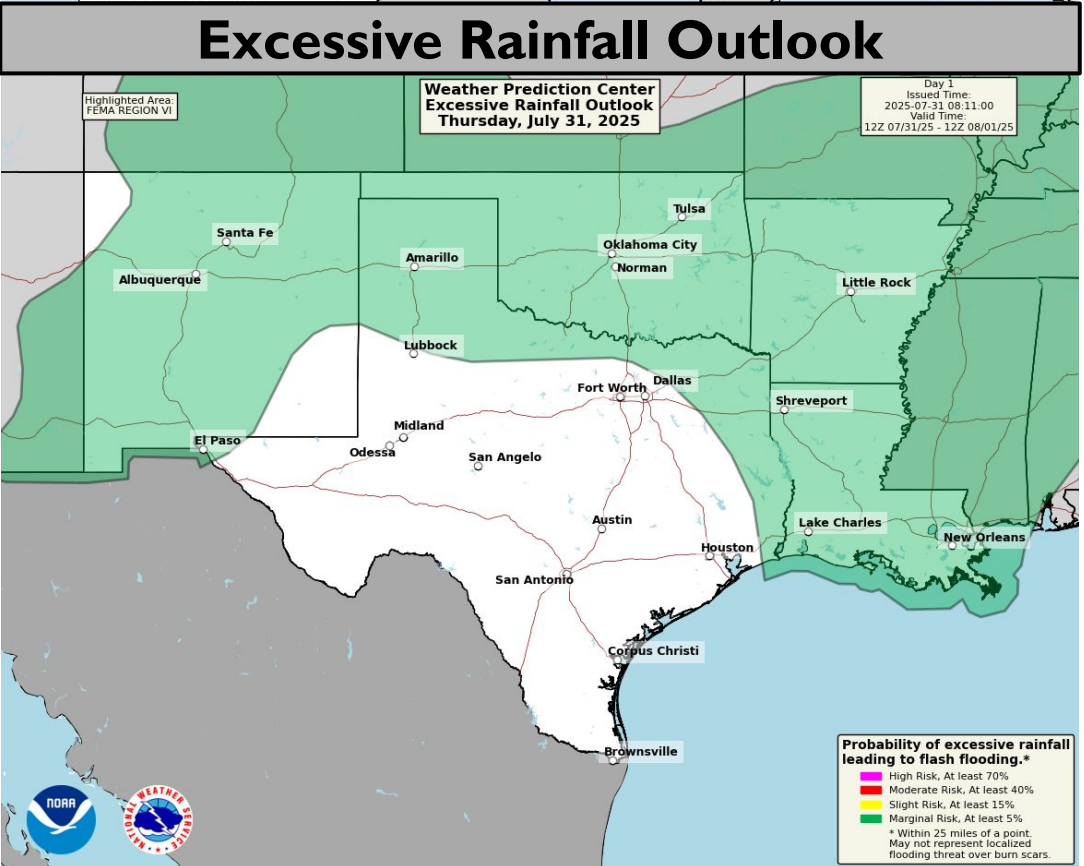 Excessive Rainfall Outlook
Highlighted Area:
FEMA REGION VI
Weather Prediction Center
Excessive Rainfall Outlook
Thursday, July 31, 2025
Day 1
Issued Time:
2025-07-31 08:11:00
Valid Time:
12Z 07/31/25 - 12Z 08/01/25
Santa Fe
Albuquerque
Amarillo
Tulsa
Oklahoma City
Norman
Little Rock
Lubbock
Fort Worth
Dallas
Shreveport
El Paso
Midland
Odessa
San Angelo
Austin
Lake Charles
New Orleans
Houston
San Antonio
Corpus Christi
Brownsville
Probability of excessive rainfall
leading to flash flooding.*
High Risk, At least 70%
Moderate Risk, At least 40%
Slight Risk, At least 15%
Marginal Risk, At least 5%
* Within 25 miles of a point.
May not represent localized
flooding threat over burn scars.
NOAA
NATIONAL WEATHER SERVICE